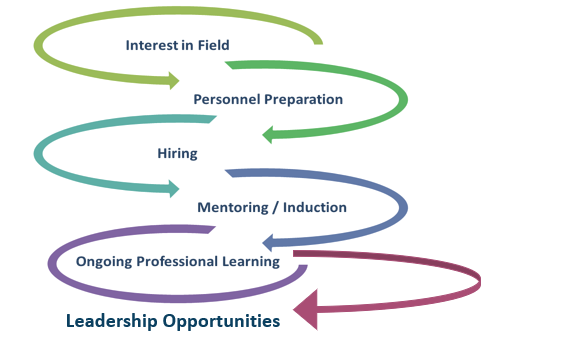 Interest in Field
Personnel Preparation
Hiring
Mentoring / Induction
Ongoing Professional Learning
Leadership Opportunities